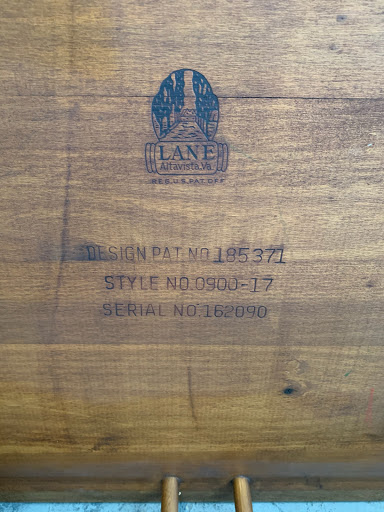 LANE
Altavista, Va.
REG. U.S. PAT. OFF.
DESIGN PAT. NO. 185371
STYLE NO. 0900-17
SERIAL NO. 162090